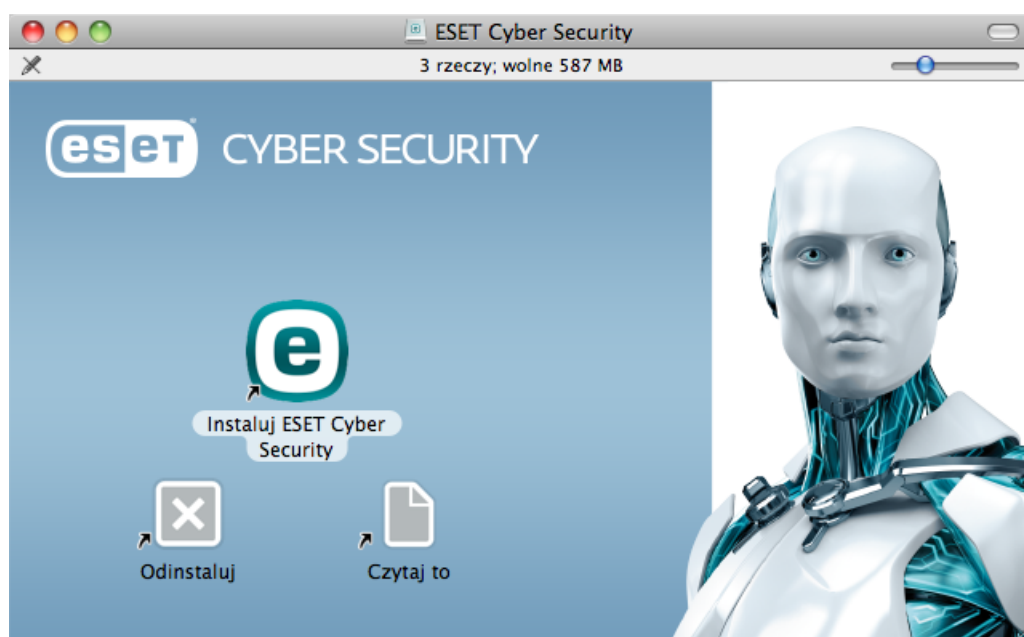 ESET Cyber Security
3 rzeczy; wolne 587 MB
eset CYBER SECURITY
e
Instaluj ESET Cyber
Security
Odinstaluj
Czytaj to